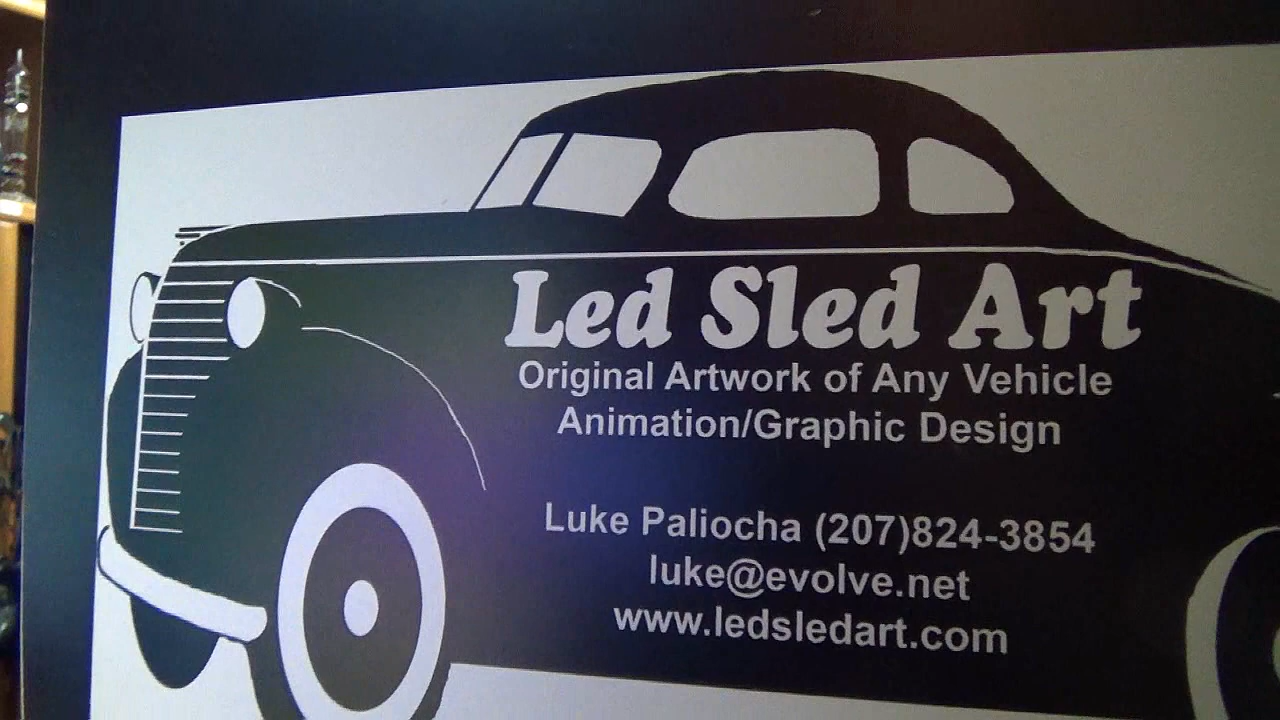 Led Sled Art
Original Artwork of Any Vehicle
Animation/Graphic Design
Luke Paliocha (207)824-3854
luke@evolve.net
www.ledsledart.com